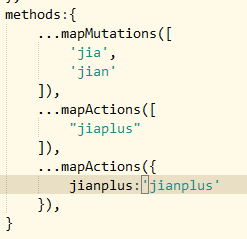 methods:{
...mapMutations([
'jia',
'jian'
]),
...mapActions([
"jiaplus"
]),
...mapActions({
jianplus:'jianplus'
}),
}